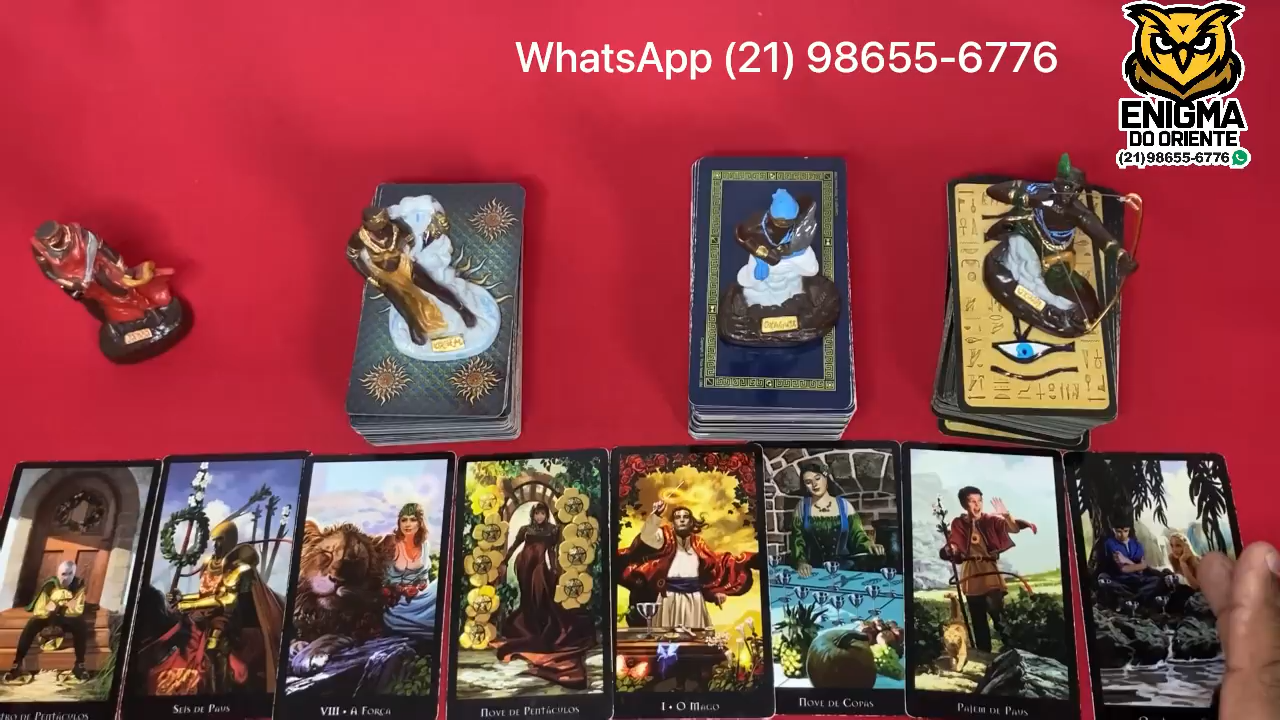 WhatsApp (21) 98655-6776
ENIGMA
DO ORIENTE
(21)98655-6776
SEIS DE PAUS
VIII • A FORÇA
NOVE DE PENTÁCULOS
I • O MAGO
NOVE DE COPAS
PAJEM DE PAUS